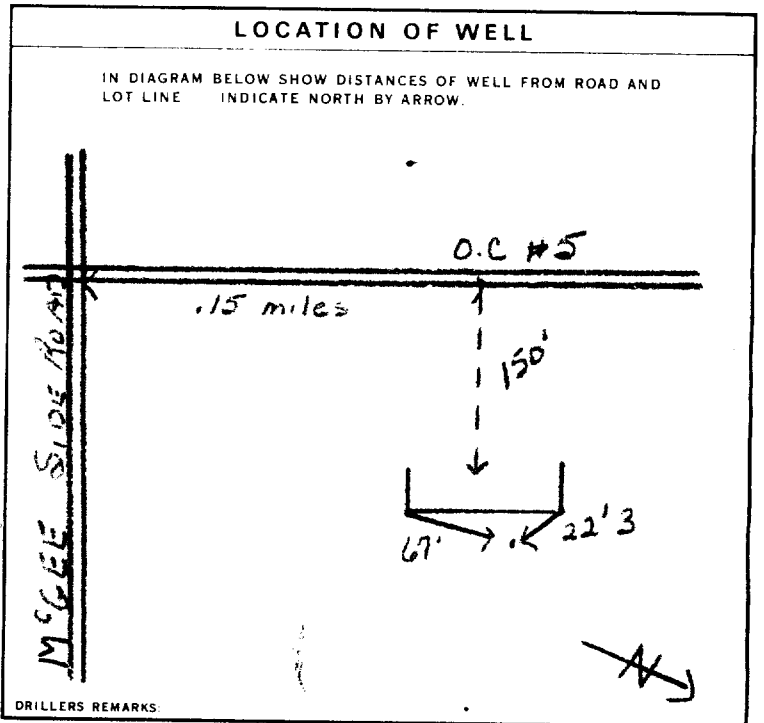 LOCATION OF WELL
IN DIAGRAM BELOW SHOW DISTANCES OF WELL FROM ROAD AND
LOT LINE INDICATE NORTH BY ARROW.
O.C #5
.15 miles
McGEE SIDE ROAD
150'
67'
22'3
N
DRILLERS REMARKS: